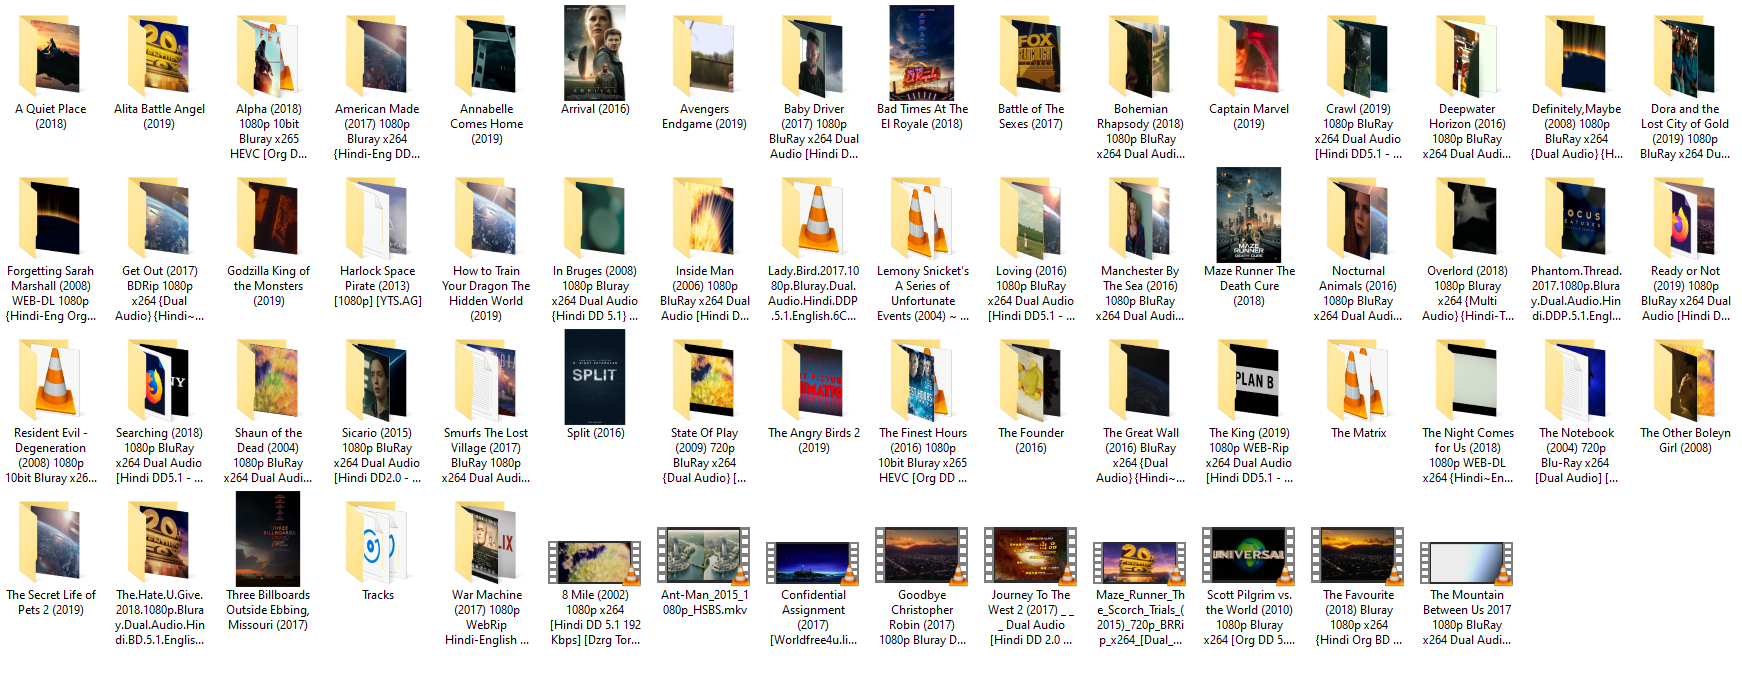 A Quiet Place
(2018)
Alita Battle Angel
(2019)
Alpha (2018)
1080p 10bit
Bluray x265
HEVC [Org D...
American Made
(2017) 1080p
Bluray x264
{Hindi-Eng DD...
Annabelle
Comes Home
(2019)
Arrival (2016)
Avengers
Endgame (2019)
Baby Driver
(2017) 1080p
BluRay x264 Dual
Audio [Hindi D...
Bad Times At The
El Royale (2018)
Battle of The
Sexes (2017)
Bohemian
Rhapsody (2018)
1080p BluRay
x264 Dual Audi...
Captain Marvel
(2019)
Crawl (2019)
1080p BluRay
x264 Dual Audio
[Hindi DD5.1 - ...
Deepwater
Horizon (2016)
1080p BluRay
x264 Dual Audi...
Definitely,Maybe
(2008) 1080p
BluRay x264
{Dual Audio} {H...
Dora and the
Lost City of Gold
(2019) 1080p
BluRay x264 Du...
Forgetting Sarah
Marshall (2008)
WEB-DL 1080p
{Hindi-Eng Org...
Get Out (2017)
BDRip 1080p
x264 {Dual
Audio} {Hindi~...
Godzilla King of
the Monsters
(2019)
Harlock Space
Pirate (2013)
[1080p] [YTS.AG]
How to Train
Your Dragon The
Hidden World
(2019)
In Bruges (2008)
1080p Bluray
x264 Dual Audio
{Hindi DD 5.1} ...
Inside Man
(2006) 1080p
BluRay x264 Dual
Audio [Hindi D...
Lady.Bird.2017.10
80p.Bluray.Dual.
Audio.Hindi.DDP
.5.1.English.6C...
Lemony Snicket's
A Series of
Unfortunate
Events (2004) ~ ...
Loving (2016)
1080p BluRay
x264 Dual Audio
[Hindi DD5.1 - ...
Manchester By
The Sea (2016)
1080p BluRay
x264 Dual Audi...
MAZE
RUNNER
Maze Runner The
Death Cure
(2018)
Nocturnal
Animals (2016)
1080p BluRay
x264 Dual Audi...
Overlord (2018)
1080p Bluray
x264 {Multi
Audio} {Hindi-T...
Phantom.Thread.
2017.1080p.Blura
y.Dual.Audio.Hin
di.DDP.5.1.Engl...
Ready or Not
(2019) 1080p
BluRay x264 Dual
Audio [Hindi D...
Resident Evil -
Degeneration
(2008) 1080p
10bit Bluray x26...
Searching (2018)
1080p BluRay
x264 Dual Audio
[Hindi DD5.1 - ...
Shaun of the
Dead (2004)
1080p BluRay
x264 Dual Audi...
Sicario (2015)
1080p BluRay
x264 Dual Audio
[Hindi DD2.0 - ...
Smurfs The Lost
Village (2017)
BluRay 1080p
x264 Dual Audi...
SPLIT
Split (2016)
State Of Play
(2009) 720p
BluRay x264
{Dual Audio} [...
The Angry Birds 2
(2019)
The Finest Hours
(2016) 1080p
10bit Bluray x265
HEVC [Org DD ...
The Founder
(2016)
The Great Wall
(2016) BluRay
x264 {Dual
Audio} {Hindi~...
PLAN B
The King (2019)
1080p WEB-Rip
x264 Dual Audio
[Hindi DD5.1 - ...
The Matrix
The Night Comes
for Us (2018)
1080p WEB-DL
x264 {Hindi~En...
The Notebook
(2004) 720p
Blu-Ray x264
[Dual Audio] [...
The Other Boleyn
Girl (2008)
The Secret Life of
Pets 2 (2019)
The.Hate.U.Give.
2018.1080p.Blura
y.Dual.Audio.Hin
di.BD.5.1.Englis...
Three Billboards
Outside Ebbing,
Missouri (2017)
Tracks
War Machine
(2017) 1080p
WebRip
Hindi-English ...
8 Mile (2002)
1080p x264
[Hindi DD 5.1 192
Kbps] [Dzrg Tor...
Ant-Man_2015_1
080p_HSBS.mkv
Confidential
Assignment
(2017)
[Worldfree4u.li...
Goodbye
Christopher
Robin (2017)
1080p Bluray D...
Journey To The
West 2 (2017) _ _
_ Dual Audio
[Hindi DD 2.0 ...
Maze_Runner_Th
e_Scorch_Trials_(
2015)_720p_BRRi
p_x264_[Dual_...
UNIVERSAL
Scott Pilgrim vs.
the World (2010)
1080p Bluray
x264 [Org DD 5....
The Favourite
(2018) Bluray
1080p x264
{Hindi Org BD ...
The Mountain
Between Us 2017
1080p BluRay
x264 Dual Audi...